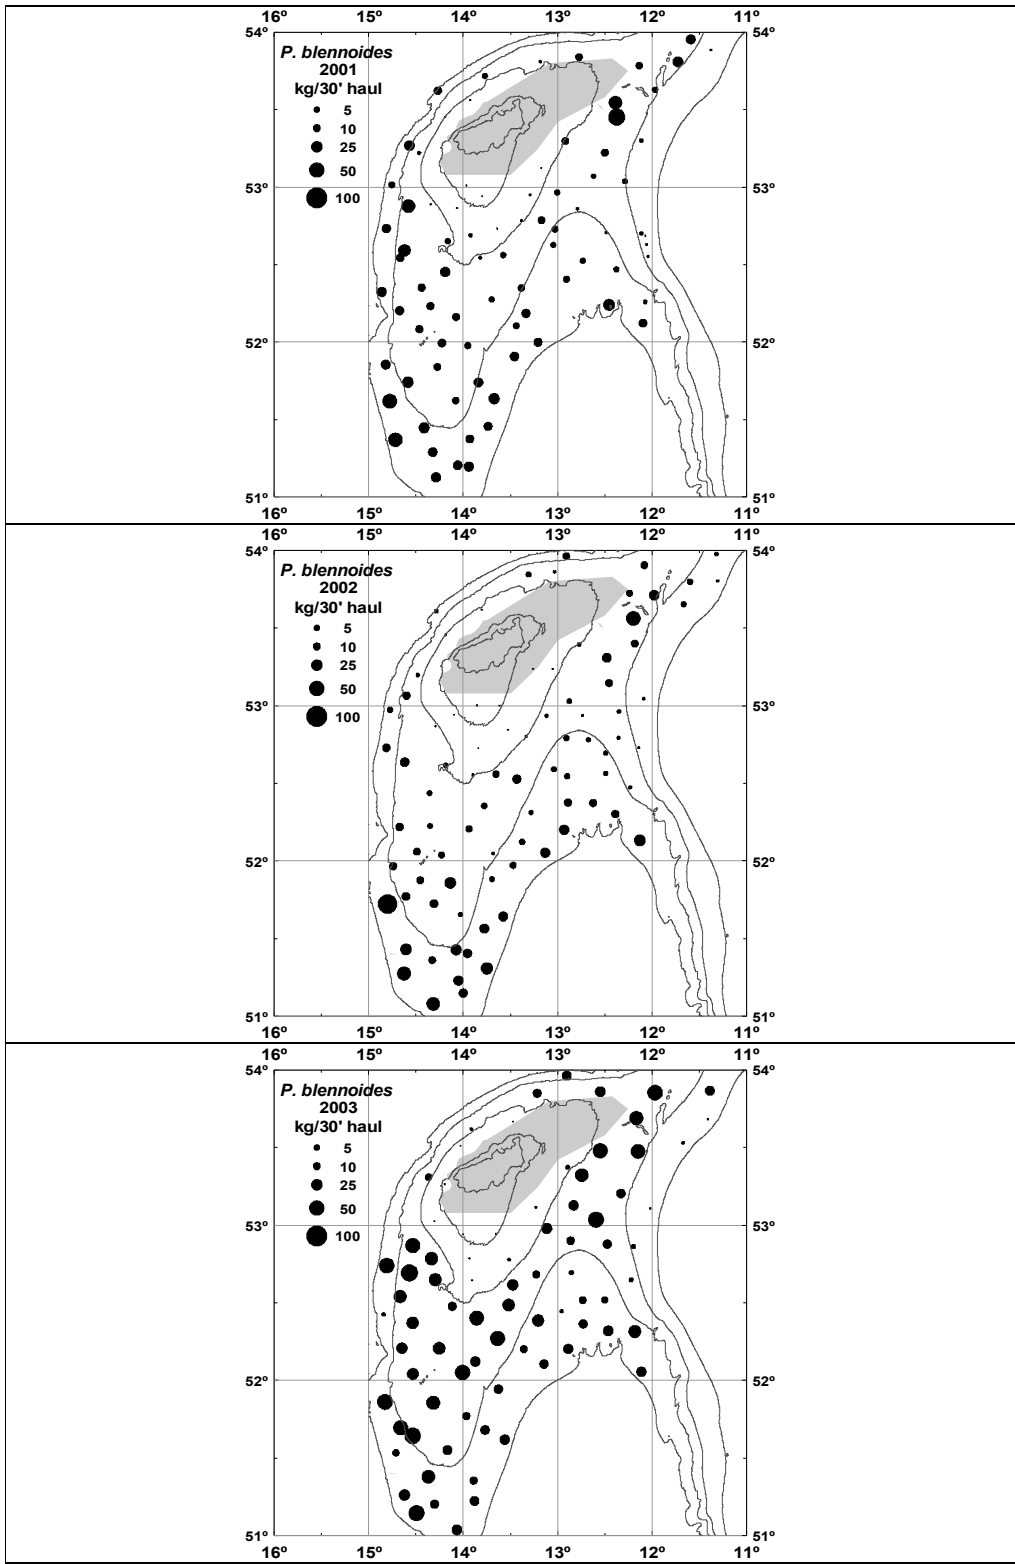 16º 15º 14º 13º 12º 11º
54º 54º
P. blennoides
2001
kg/30' haul
5
10
25
50
100
53º 53º
52º 52º
51º 51º
16º 15º 14º 13º 12º 11º
16º 15º 14º 13º 12º 11º
54º 54º
P. blennoides
2002
kg/30' haul
5
10
25
50
100
53º 53º
52º 52º
51º 51º
16º 15º 14º 13º 12º 11º
16º 15º 14º 13º 12º 11º
54º 54º
P. blennoides
2003
kg/30' haul
5
10
25
50
100
53º 53º
52º 52º
51º 51º
16º 15º 14º 13º 12º 11º